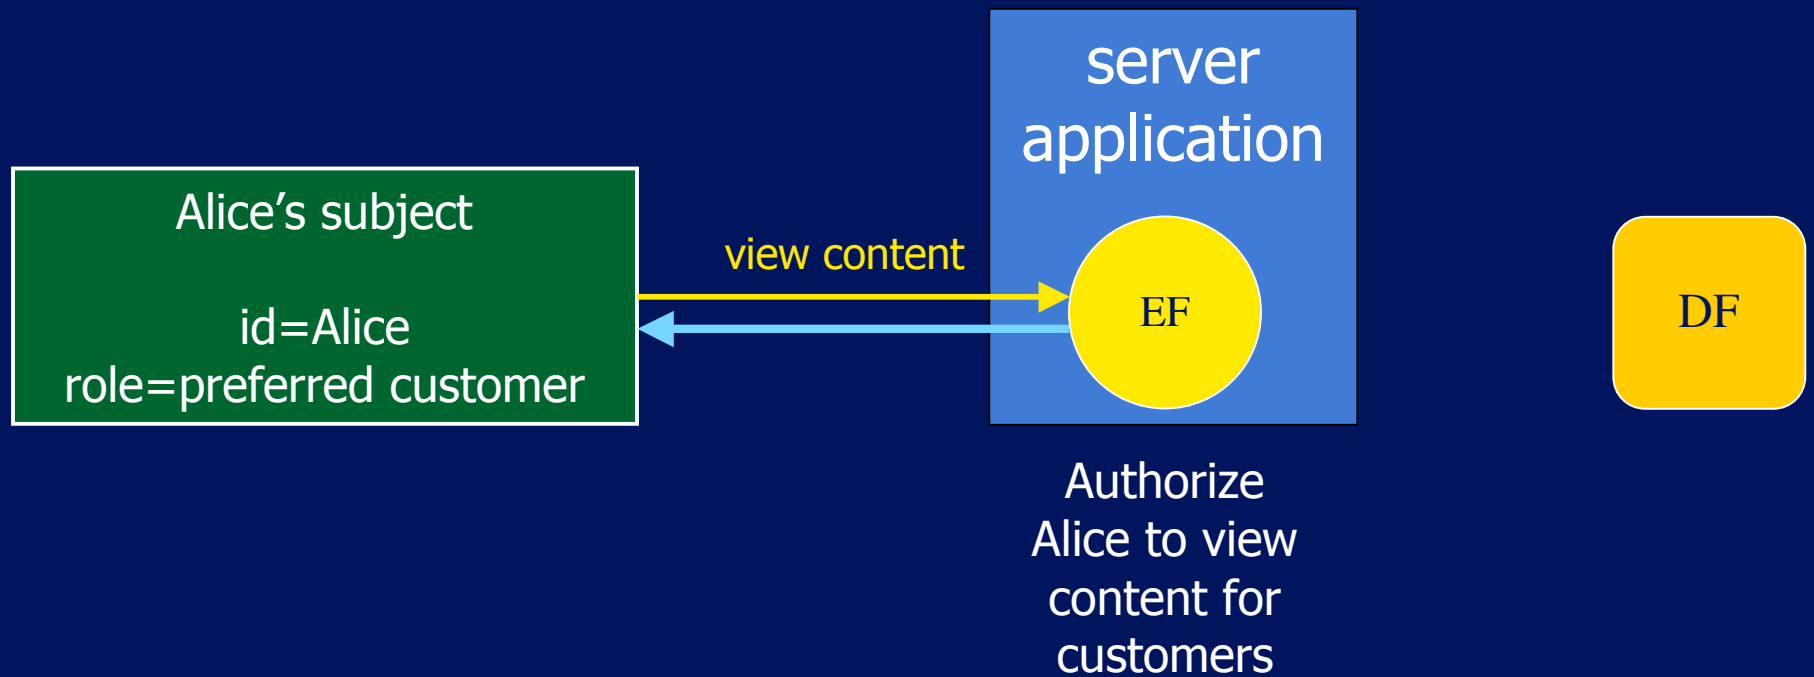 server
application
Alice’s subject
id=Alice
role=preferred customer
view content
EF
DF
Authorize
Alice to view
content for
customers